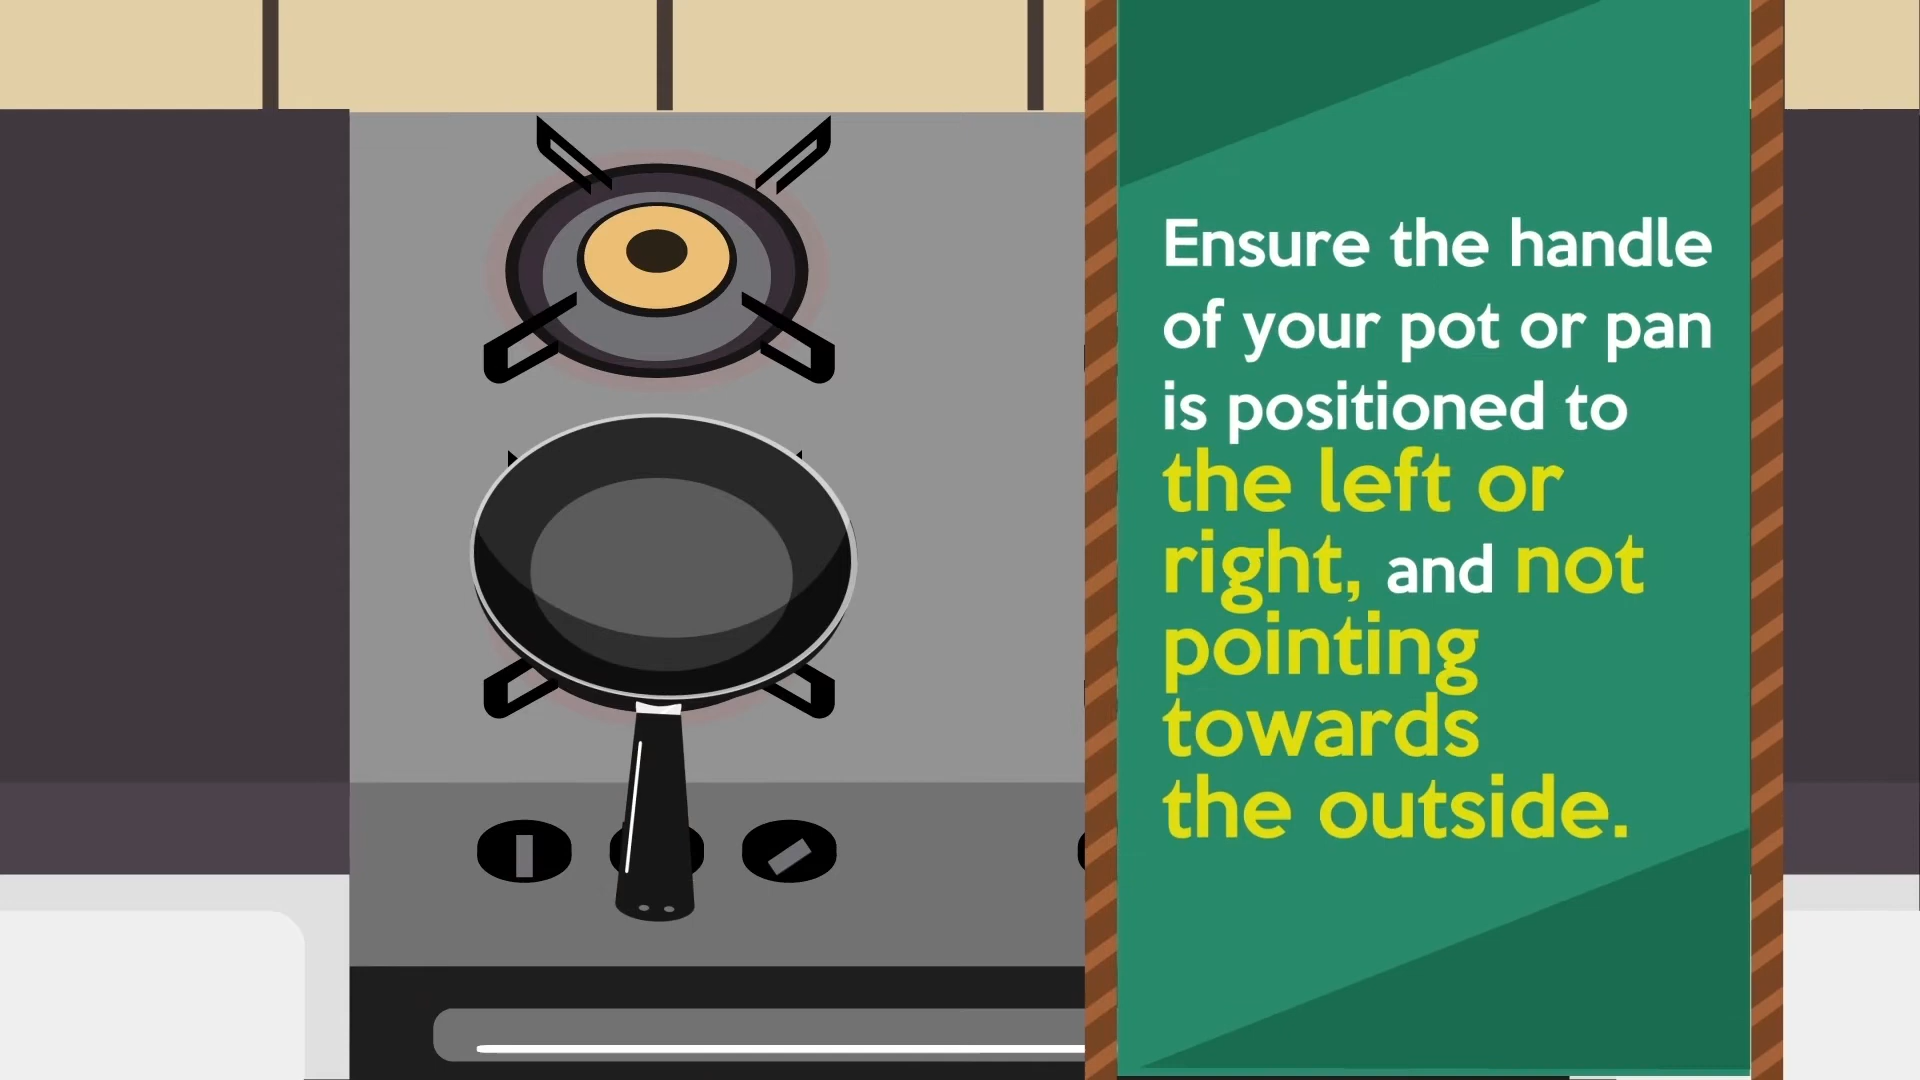 Ensure the handle
of your pot or pan
is positioned to
the left or
right, and not
pointing
towards
the outside.